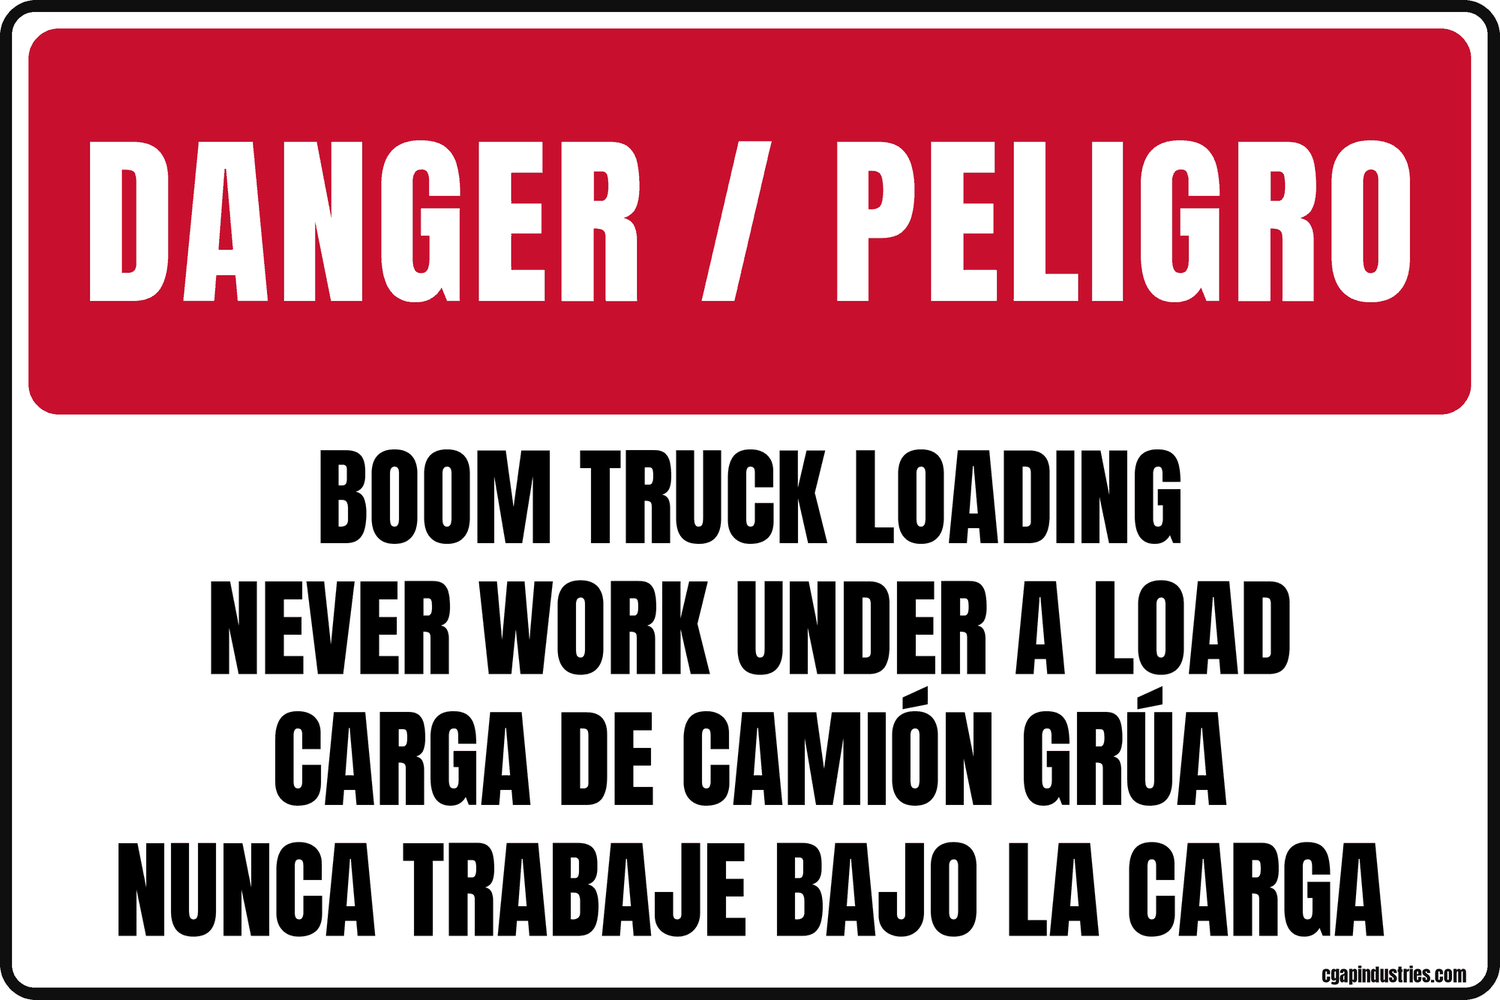 DANGER / PELIGRO
BOOM TRUCK LOADING
NEVER WORK UNDER A LOAD
CARGA DE CAMIÓN GRÚA
NUNCA TRABAJE BAJO LA CARGA
cgapindustries.com